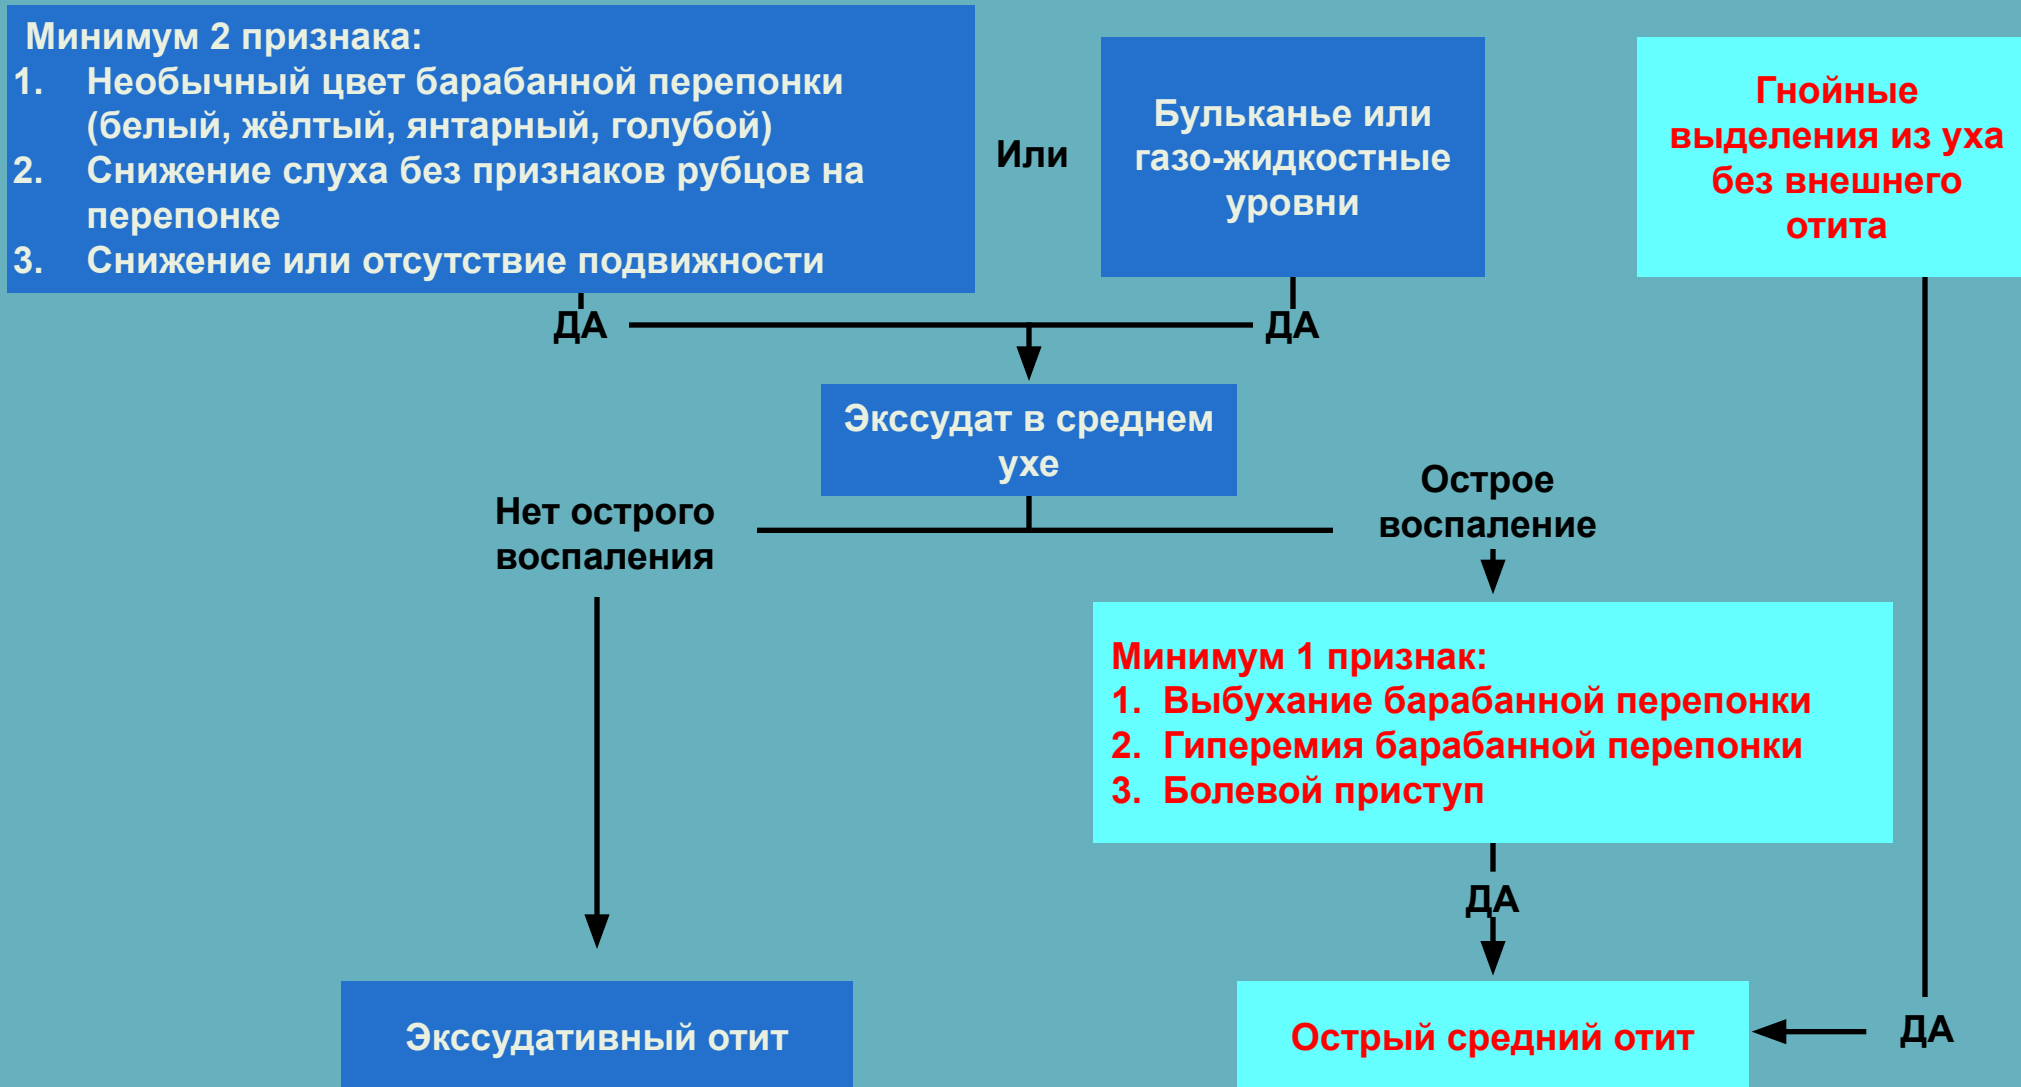 Минимум 2 признака:
1. Необычный цвет барабанной перепонки
(белый, жёлтый, янтарный, голубой)
2. Снижение слуха без признаков рубцов на
перепонке
3. Снижение или отсутствие подвижности
Или
Бульканье или
газо-жидкостные
уровни
Гнойные
выделения из уха
без внешнего
отита
ДА
ДА
Экссудат в среднем
ухе
Нет острого
воспаления
Острое
воспаление
Минимум 1 признак:
1. Выбухание барабанной перепонки
2. Гиперемия барабанной перепонки
3. Болевой приступ
ДА
Экссудативный отит
Острый средний отит
ДА